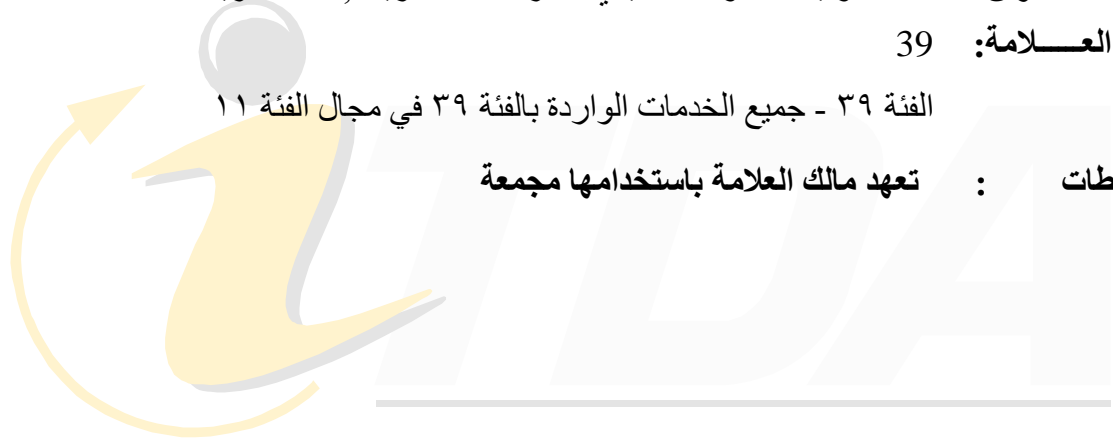 العـــــلامة: 39
الفئة ٣٩ - جميع الخدمات الواردة بالفئة ٣٩ في مجال الفئة ١١
طات : تعهد مالك العلامة باستخدامها مجمعة
iTDA